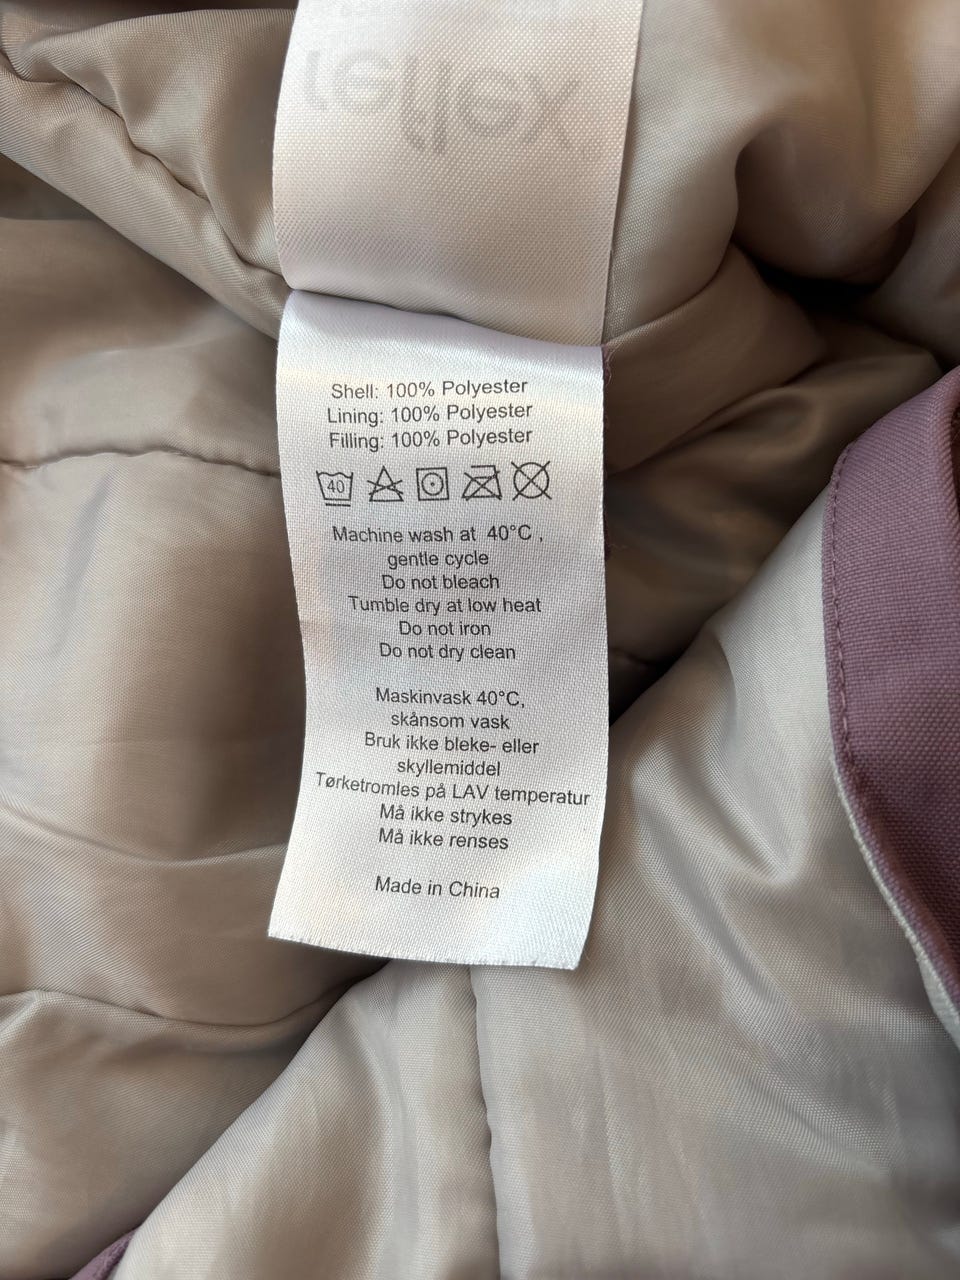 reflex
Shell: 100% Polyester
Lining: 100% Polyester
Filling: 100% Polyester
40
Machine wash at 40°C ,
gentle cycle
Do not bleach
Tumble dry at low heat
Do not iron
Do not dry clean
Maskinvask 40°C,
skånsom vask
Bruk ikke bleke- eller
skyllemiddel
Tørketromles på LAV temperatur
Må ikke strykes
Må ikke renses
Made in China